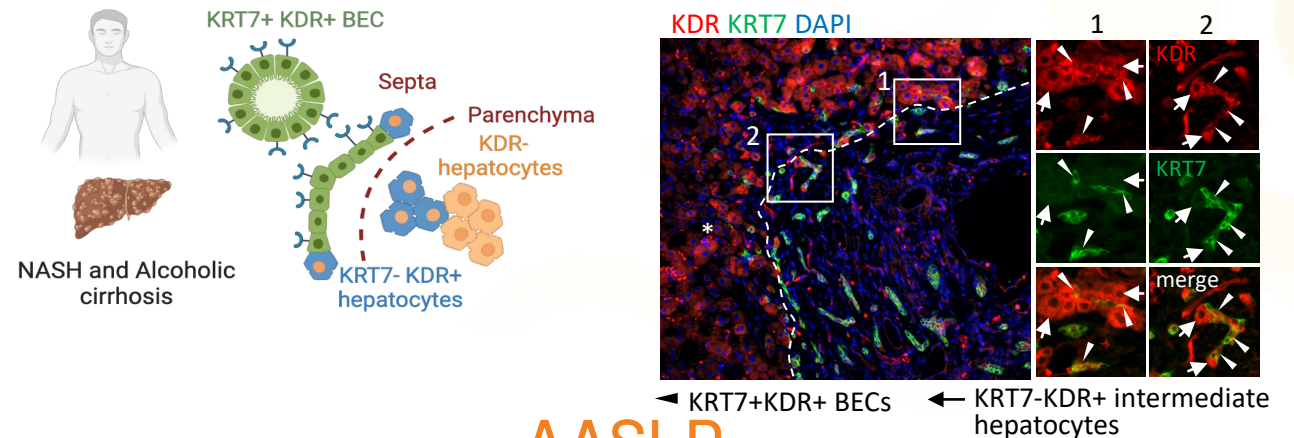 KRT7+ KDR+ BEC
Septa
Parenchyma
KDR-
hepatocytes
KRT7- KDR+
hepatocytes
NASH and Alcoholic
cirrhosis
KDR KRT7 DAPI
1
2
*
1
2
KDR
KRT7
merge
KRT7+KDR+ BECs
KRT7-KDR+ intermediate
hepatocytes